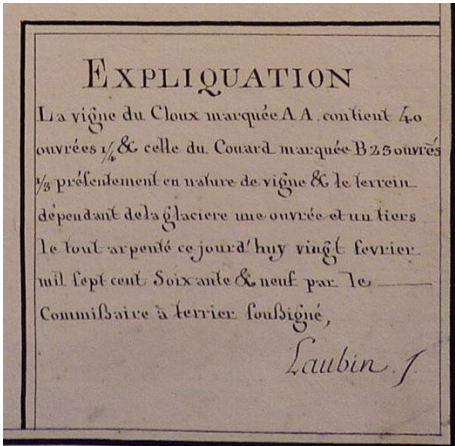 EXPLIQUATION
La vigne du Cloux marquée AA. contient 40
ouvrées 1/4 & celle du Couard marquée B 23 ouvrés
1/3 présentement en nature de vigne & le terrein
dépendant de la glaciere une ouvrée et un tiers
le tout arpenté ce jourd'huy vingt fevrier
mil sept cent Soixante & neuf par le
Commißaire à terrier soußigné,
Laubin. J